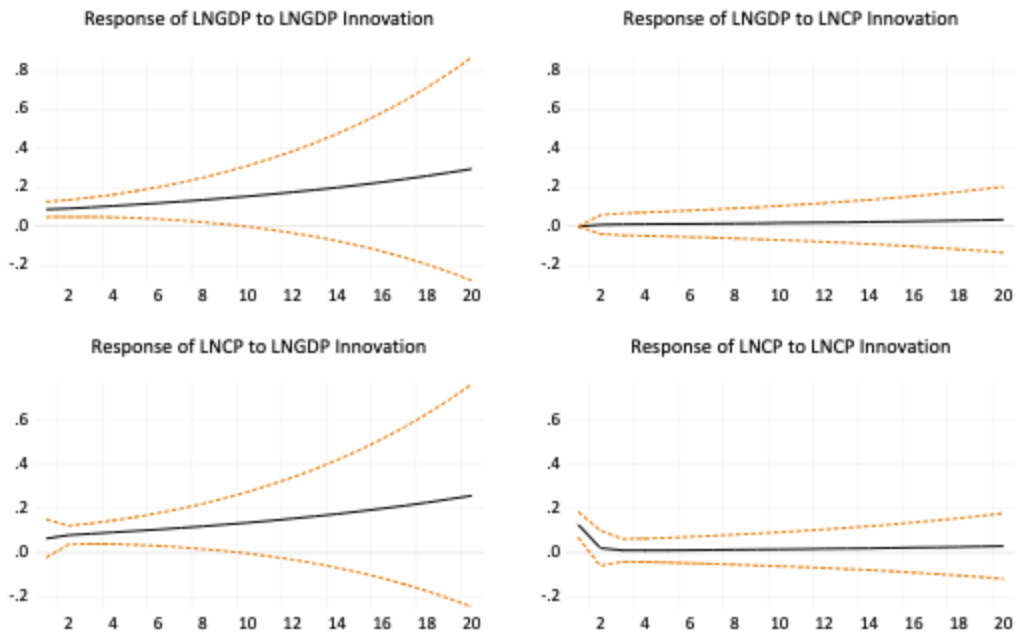 Response of LNGDP to LNGDP Innovation
.8
.6
.4
.2
.0
-.2
2 4 6 8 10 12 14 16 18 20
Response of LNGDP to LNCP Innovation
.8
.6
.4
.2
.0
-.2
2 4 6 8 10 12 14 16 18 20
Response of LNCP to LNGDP Innovation
.6
.4
.2
.0
-.2
2 4 6 8 10 12 14 16 18 20
Response of LNCP to LNCP Innovation
.6
.4
.2
.0
-.2
2 4 6 8 10 12 14 16 18 20